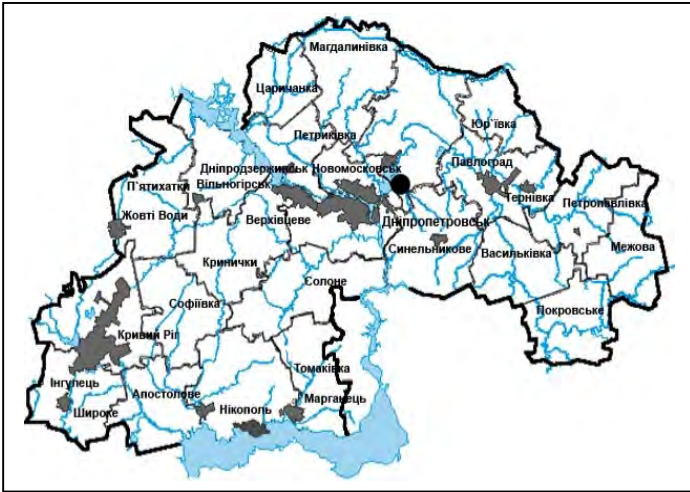 Магдалинівка
Царичанка
Петриківка
Юр`ївка
Дніпродзержинськ
Новомосковськ
Павлоград
П`ятихатки
Вільногірськ
Тернівка
Петропавлівка
Жовті Води
Верхівцеве
Дніпропетровськ
Синельникове
Васильківка
Межова
Кринички
Солоне
Софіївка
Покровське
Кривий Ріг
Томаківка
Інгулець
Апостолове
Марганець
Широке
Нікополь